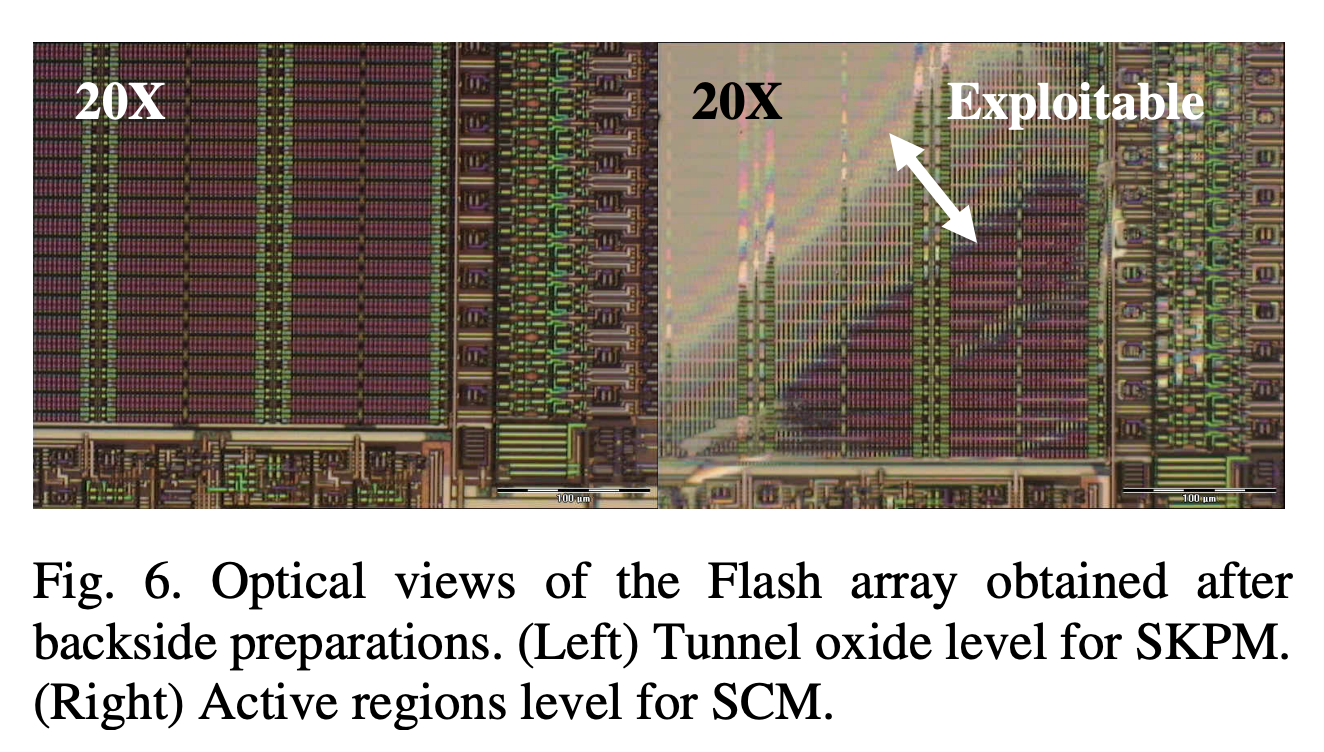 20X
20X
Exploitable
100 µm
100 µm
Fig. 6. Optical views of the Flash array obtained after
backside preparations. (Left) Tunnel oxide level for SKPM.
(Right) Active regions level for SCM.